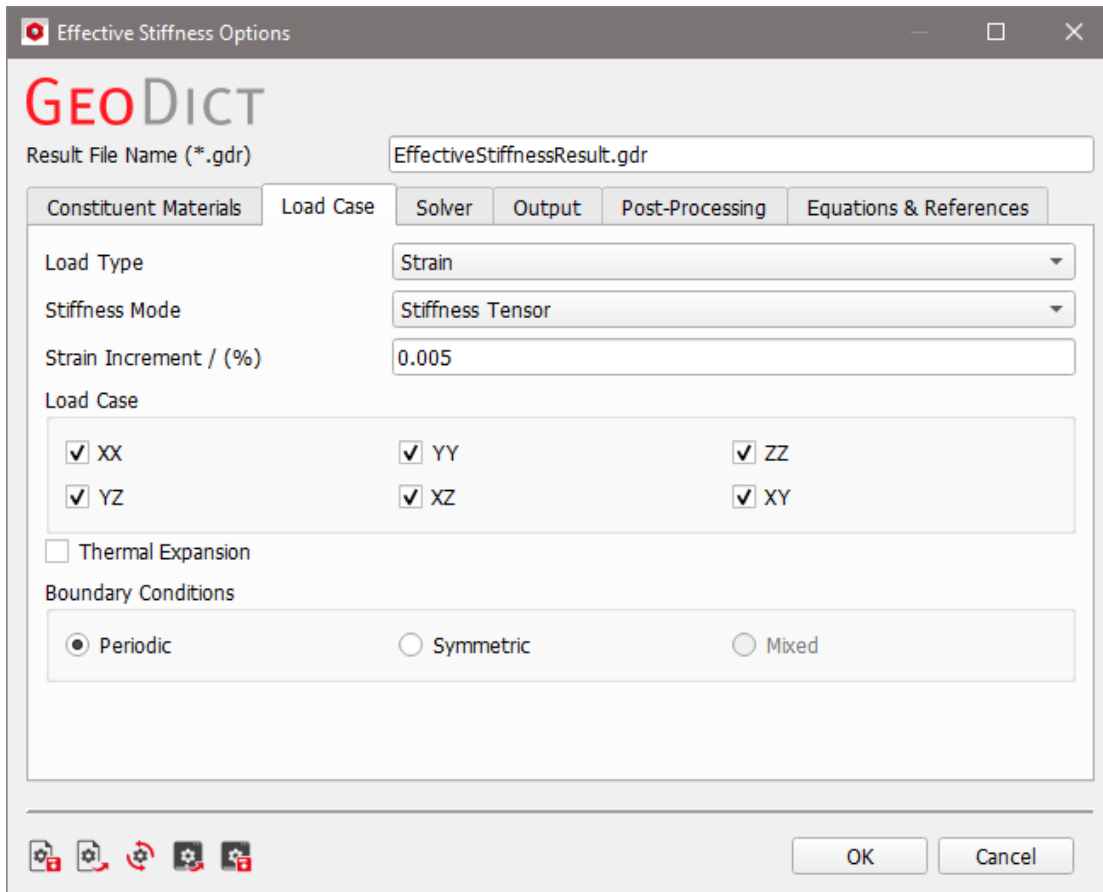 Effective Stiffness Options
GEODICT
Result File Name (*.gdr) EffectiveStiffnessResult.gdr
Constituent Materials Load Case Solver Output Post-Processing Equations & References
Load Type Strain
Stiffness Mode Stiffness Tensor
Strain Increment / (%) 0.005
Load Case
XX YY ZZ
YZ XZ XY
Thermal Expansion
Boundary Conditions
Periodic Symmetric Mixed
OK Cancel